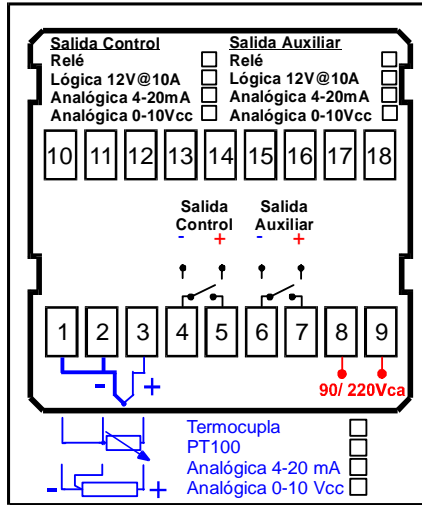 Salida Control Salida Auxiliar
Relé Relé
Lógica 12V@10A Lógica 12V@10A
Analógica 4-20mA Analógica 4-20mA
Analógica 0-10Vcc Analógica 0-10Vcc
10 11 12 13 14 15 16 17 18
Salida Salida
Control Auxiliar
- + - +
1 2 3 4 5 6 7 8 9
- +
90/ 220Vca
Termocupla
PT100
Analógica 4-20 mA
- + Analógica 0-10 Vcc